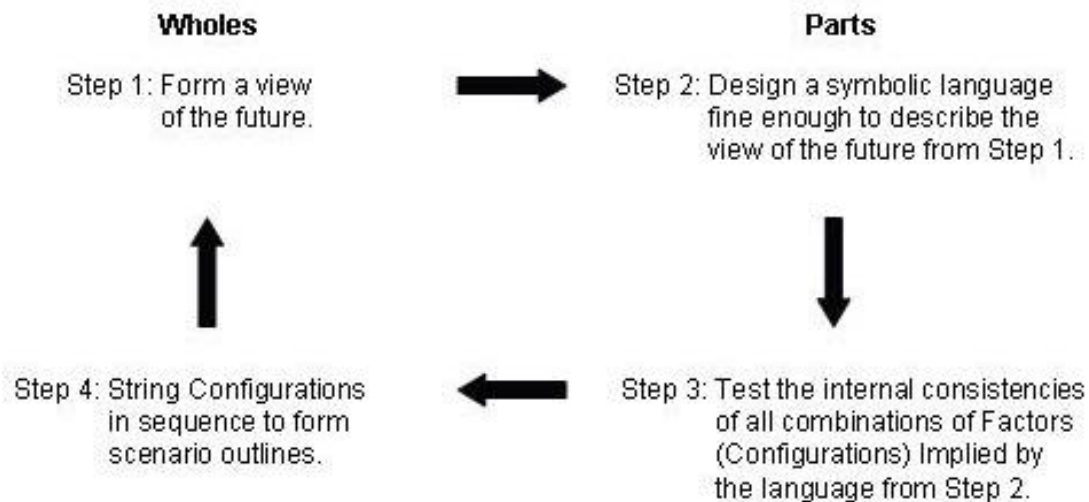 Wholes
Parts
Step 1: Form a view
of the future.
Step 2: Design a symbolic language
fine enough to describe the
view of the future from Step 1.
Step 3: Test the internal consistencies
of all combinations of Factors
(Configurations) Implied by
the language from Step 2.
Step 4: String Configurations
in sequence to form
scenario outlines.